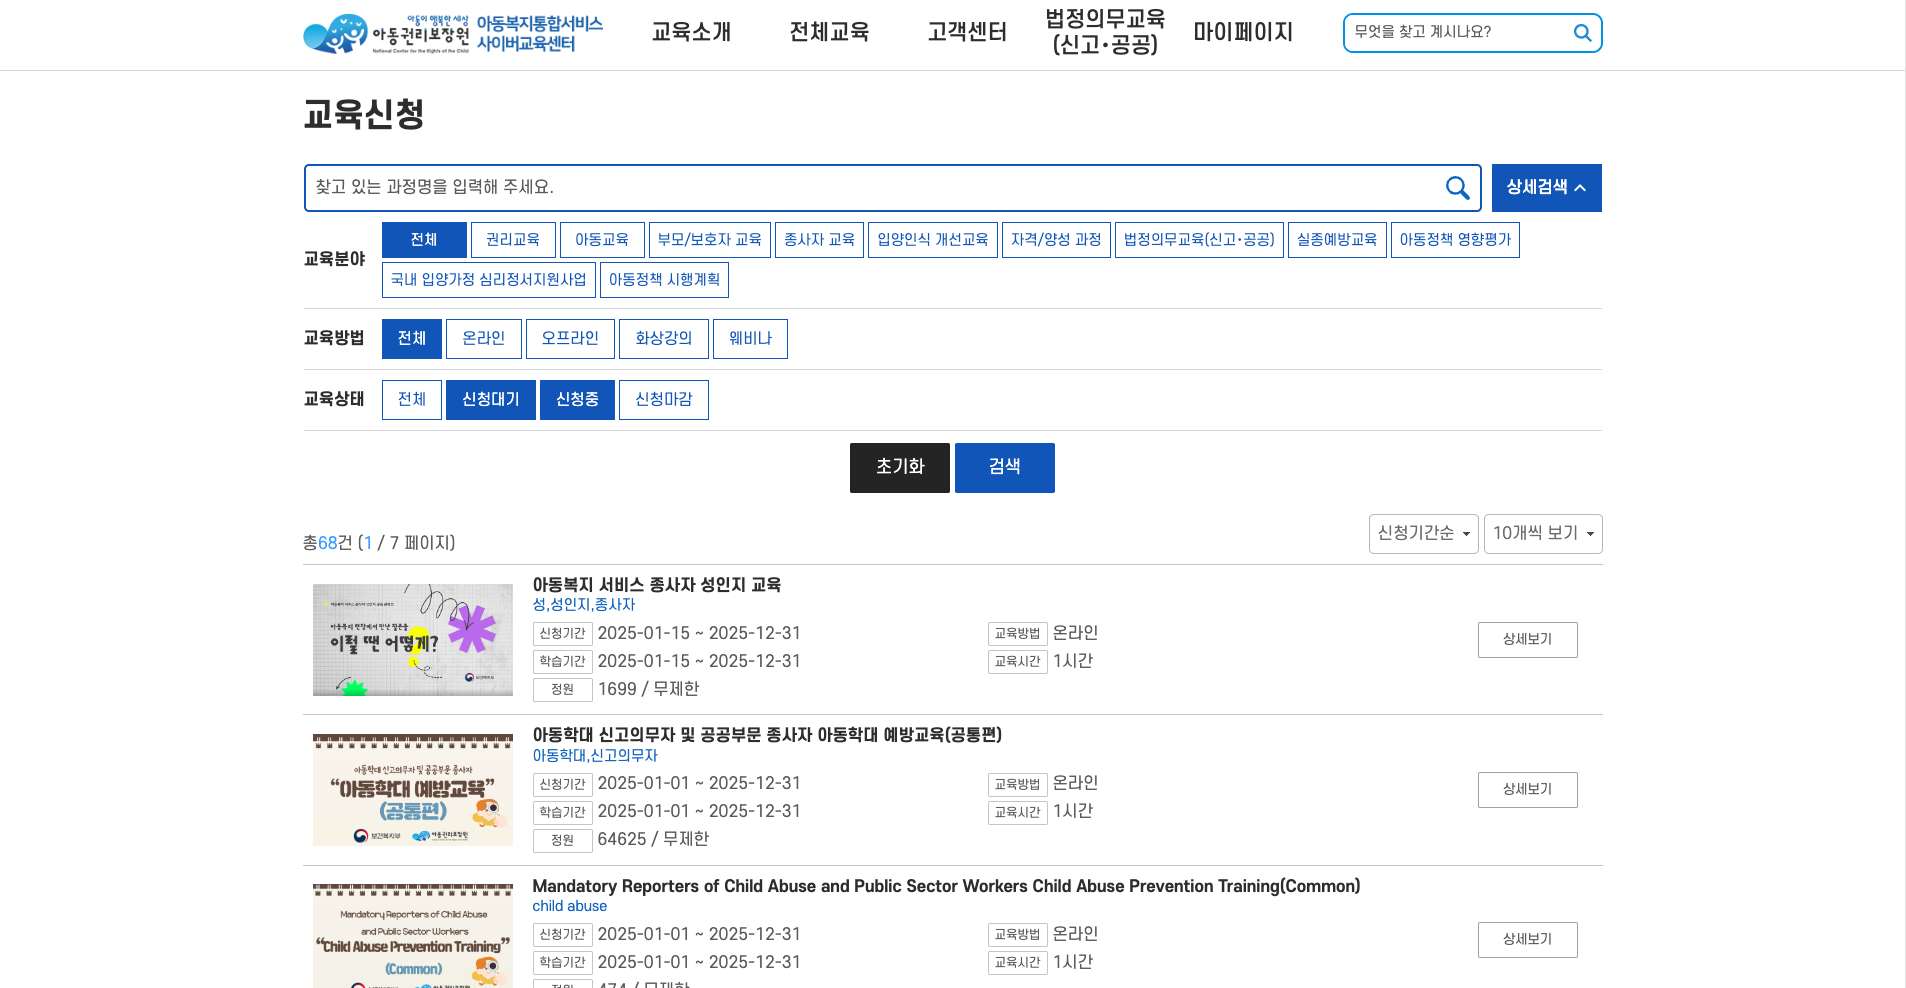 아동이 행복한 세상
아동권리보장원
National Center for the Rights of the Child
아동복지통합서비스
사이버교육센터
교육소개
전체교육
고객센터
법정의무교육
(신고·공공)
마이페이지
무엇을 찾고 계시나요?
교육신청
찾고 있는 과정명을 입력해 주세요.
상세검색
교육분야
전체 권리교육 아동교육 부모/보호자 교육 종사자 교육 입양인식 개선교육 자격/양성 과정 법정의무교육(신고·공공) 실종예방교육 아동정책 영향평가
국내 입양가정 심리정서지원사업 아동정책 시행계획
교육방법 전체 온라인 오프라인 화상강의 웨비나
교육상태 전체 신청대기 신청중 신청마감
초기화 검색
총68건 (1 / 7 페이지)
신청기간순 10개씩 보기
이럴 땐 어떻게?
보건복지부
아동복지 서비스 종사자 성인지 교육
성,성인지,종사자
신청기간 2025-01-15 ~ 2025-12-31 교육방법 온라인
학습기간 2025-01-15 ~ 2025-12-31 교육시간 1시간
정원 1699 / 무제한
상세보기
아동학대 신고의무자 및 공공부문 종사자
“아동학대 예방교육”
(공통편)
보건복지부 아동권리보장원
아동학대 신고의무자 및 공공부문 종사자 아동학대 예방교육(공통편)
아동학대,신고의무자
신청기간 2025-01-01 ~ 2025-12-31 교육방법 온라인
학습기간 2025-01-01 ~ 2025-12-31 교육시간 1시간
정원 64625 / 무제한
상세보기
Mandatory Reporters of Child Abuse
and Public Sector Workers
“Child Abuse Prevention Training”
(Common)
Mandatory Reporters of Child Abuse and Public Sector Workers Child Abuse Prevention Training(Common)
child abuse
신청기간 2025-01-01 ~ 2025-12-31 교육방법 온라인
학습기간 2025-01-01 ~ 2025-12-31 교육시간 1시간
정원 474 / 무제한
상세보기